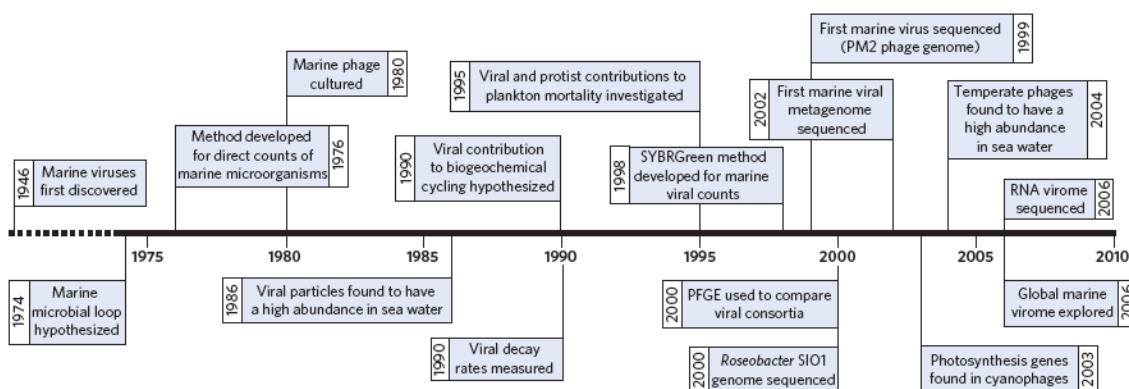 1946
Marine viruses
first discovered
Method developed
for direct counts of
marine microorganisms
1976
Marine phage
cultured
1980
1990
Viral contribution
to biogeochemical
cycling hypothesized
1995
Viral and protist contributions to
plankton mortality investigated
1998
SYBRGreen method
developed for marine
viral counts
2002
First marine viral
metagenome
sequenced
First marine virus sequenced
(PM2 phage genome)
1999
Temperate phages
found to have a
high abundance
in sea water
2004
RNA virome
sequenced
2006
1975
1980
1985
1990
1995
2000
2005
2010
1974
Marine
microbial loop
hypothesized
1986
Viral particles found to have
a high abundance in sea water
1990
Viral decay
rates measured
2000
PFGE used to compare
viral consortia
2000
Roseobacter SIO1
genome sequenced
Photosynthesis genes
found in cyanophages
2003
Global marine
virome explored
2006